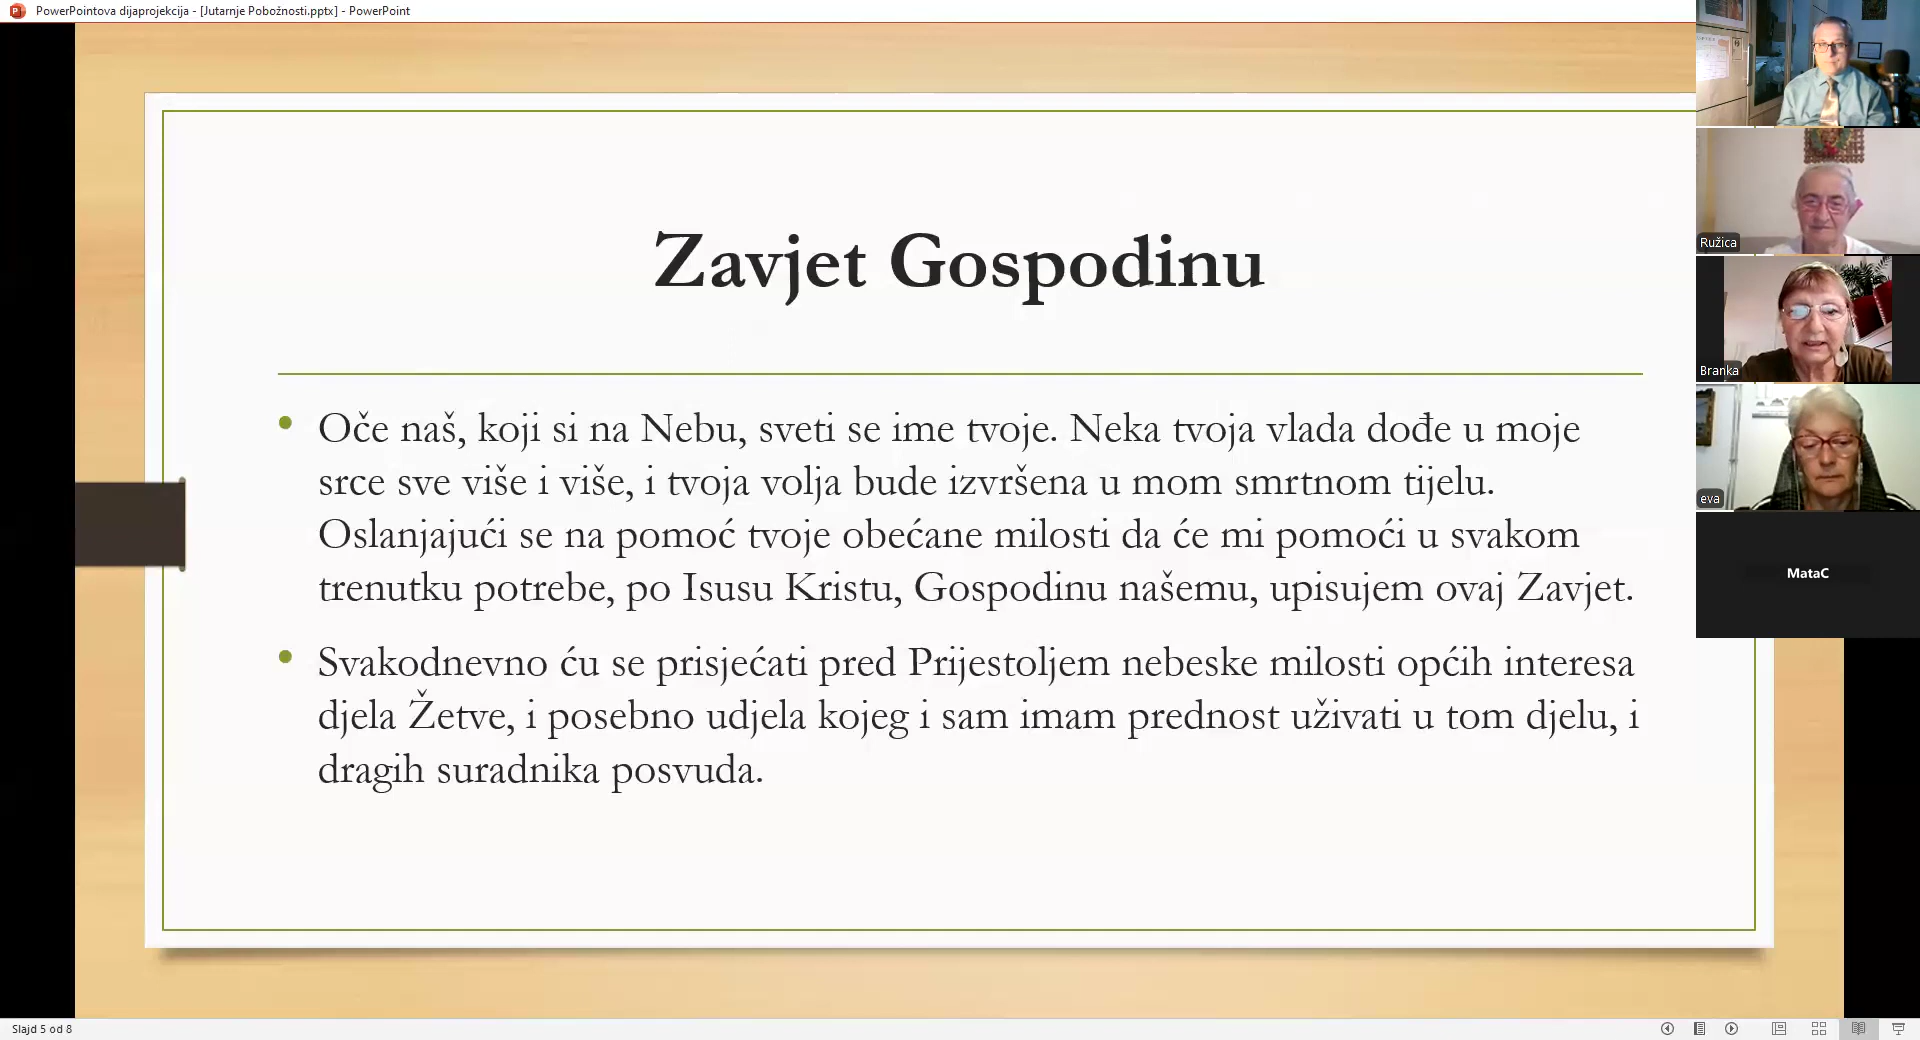 PowerPointova dijaprojekcija - [Jutarnje Pobožnosti.pptx] - PowerPoint
Zavjet Gospodinu
• Oče naš, koji si na Nebu, sveti se ime tvoje. Neka tvoja vlada dođe u moje
srce sve više i više, i tvoja volja bude izvršena u mom smrtnom tijelu.
Oslanjajući se na pomoć tvoje obećane milosti da će mi pomoći u svakom
trenutku potrebe, po Isusu Kristu, Gospodinu našemu, upisujem ovaj Zavjet.
• Svakodnevno ću se prisjećati pred Prijestoljem nebeske milosti općih interesa
djela Žetve, i posebno udjela kojeg i sam imam prednost uživati u tom djelu, i
dragih suradnika posvuda.
Ružica
Branka
eva
MataC
Slajd 5 od 8